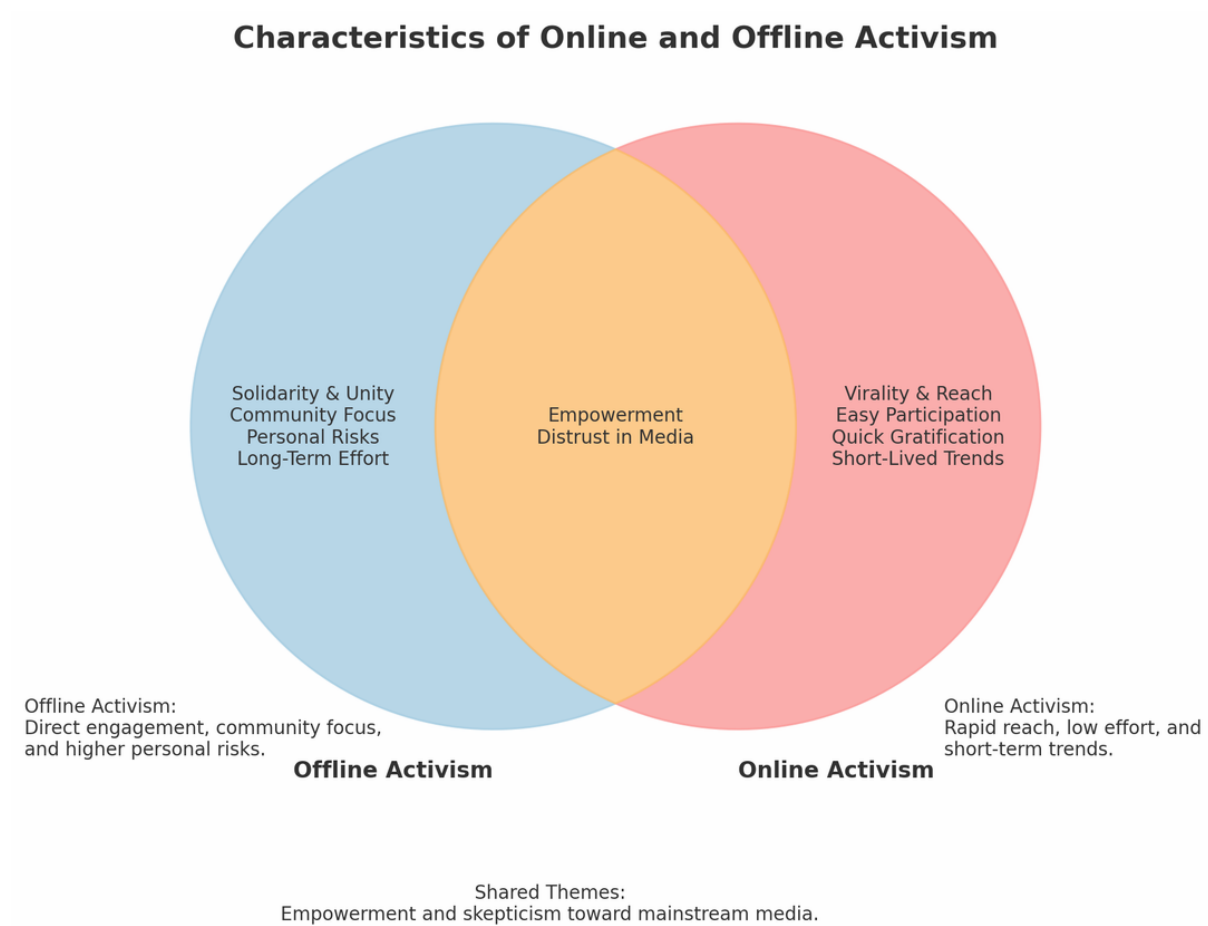 Characteristics of Online and Offline Activism
Solidarity & Unity
Community Focus
Personal Risks
Long-Term Effort
Empowerment
Distrust in Media
Virality & Reach
Easy Participation
Quick Gratification
Short-Lived Trends
Offline Activism:
Direct engagement, community focus,
and higher personal risks.
Online Activism:
Rapid reach, low effort, and
short-term trends.
Offline Activism
Online Activism
Shared Themes:
Empowerment and skepticism toward mainstream media.